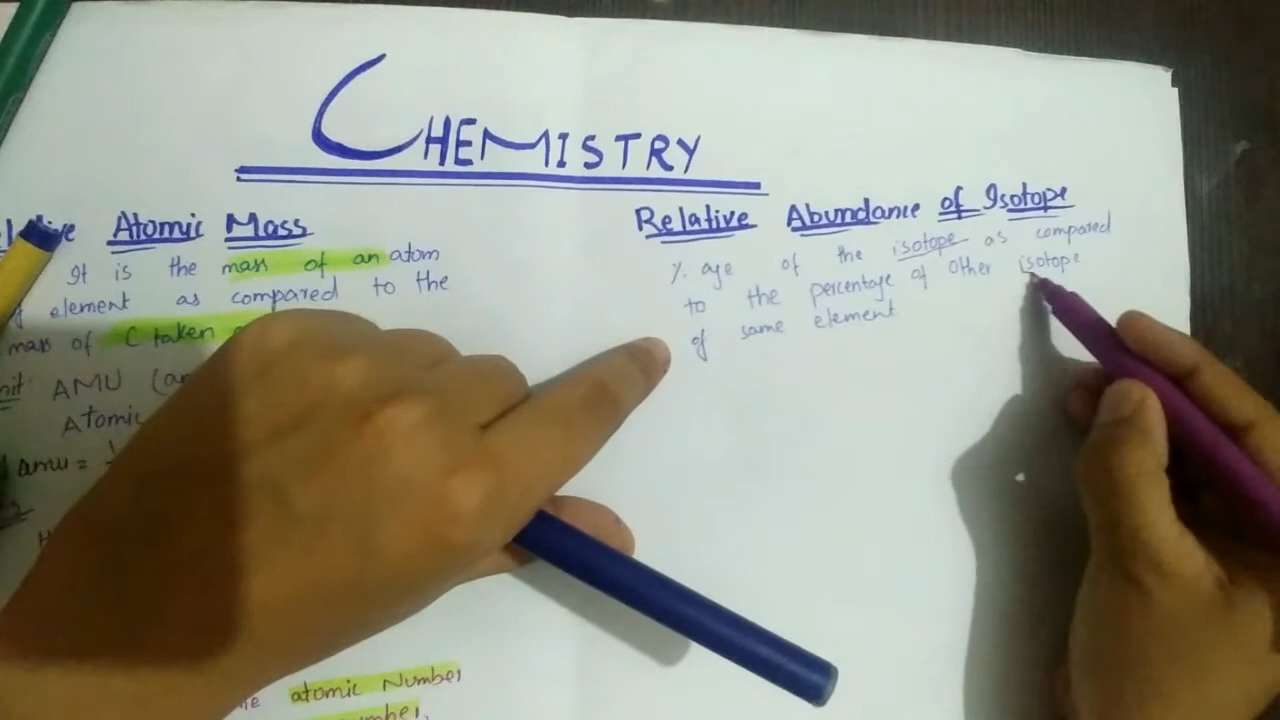 CHEMISTRY
Atomic Mass
It is the mass of an atom
element as compared to the
mass of C taken
AMU
Atomic
amu =
atomic Number
Relative Abundance of Isotope
% age of the isotope as compared
to the percentage of other isotope
of same element